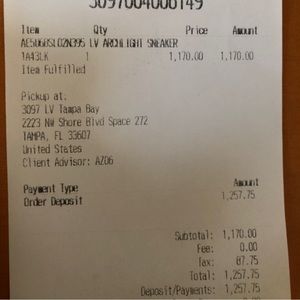 3097004006149
Item Qty Price Amount
LV ARCHLIGHT SNEAKER
1A43LK 1 1,170.00 1,170.00
Item Fulfilled
Pickup at:
3097 LV Tampa Bay
2223 NW Shore Blvd Space 272
TAMPA, FL 33607
United States
Client Advisor: AZ06
Payment Type Amount
Order Deposit 1,257.75
Subtotal: 1,170.00
Fee: 0.00
Tax: 87.75
Total: 1,257.75
Deposit/Payments: 1,257.75